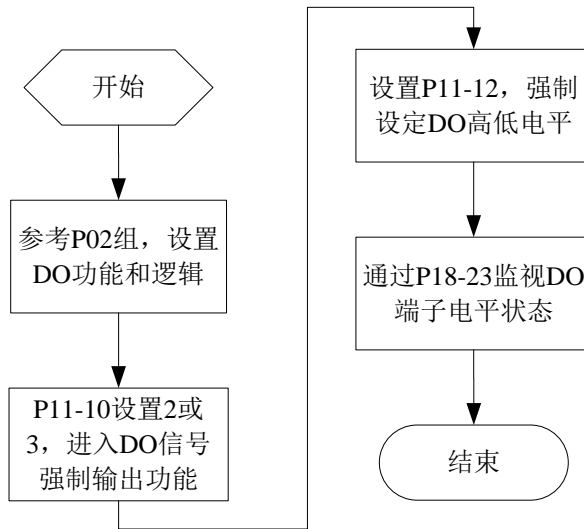 开始
参考P02组，设置
DO功能和逻辑
P11-10设置2或
3，进入DO信号
强制输出功能
设置P11-12，强制
设定DO高低电平
通过P18-23监视DO
端子电平状态
结束